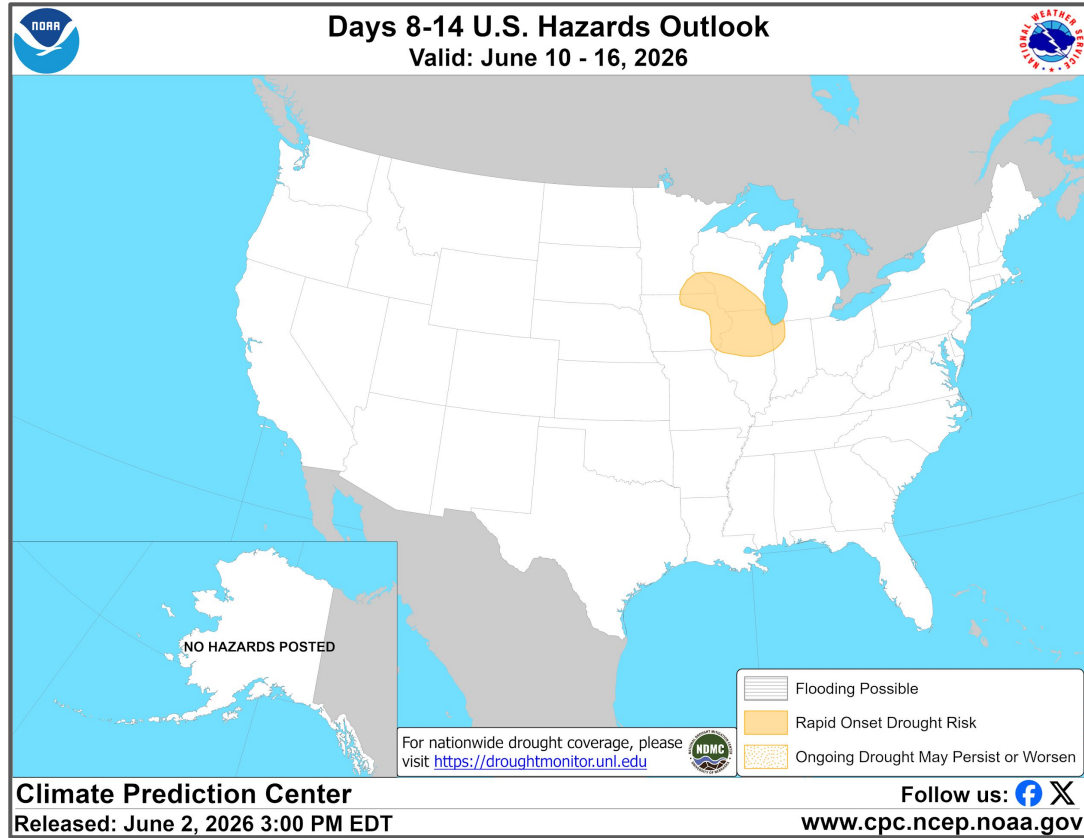 NOAA
Days 8-14 U.S. Hazards Outlook
Valid: June 10 - 16, 2026
NATIONAL WEATHER SERVICE
NO HAZARDS POSTED
For nationwide drought coverage, please
visit https://droughtmonitor.unl.edu
NDMC
Flooding Possible
Rapid Onset Drought Risk
Ongoing Drought May Persist or Worsen
Climate Prediction Center
Follow us:
Released: June 2, 2026 3:00 PM EDT
www.cpc.ncep.noaa.gov